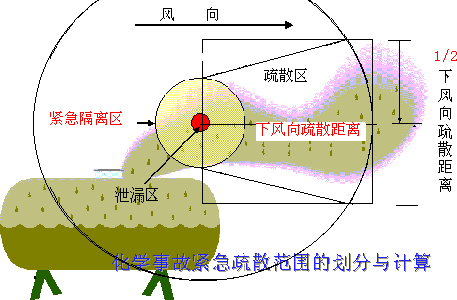 风 向
疏散区
1/2
下风向疏散距离
紧急隔离区
下风向疏散距离
泄漏区
化学事故紧急疏散范围的划分与计算